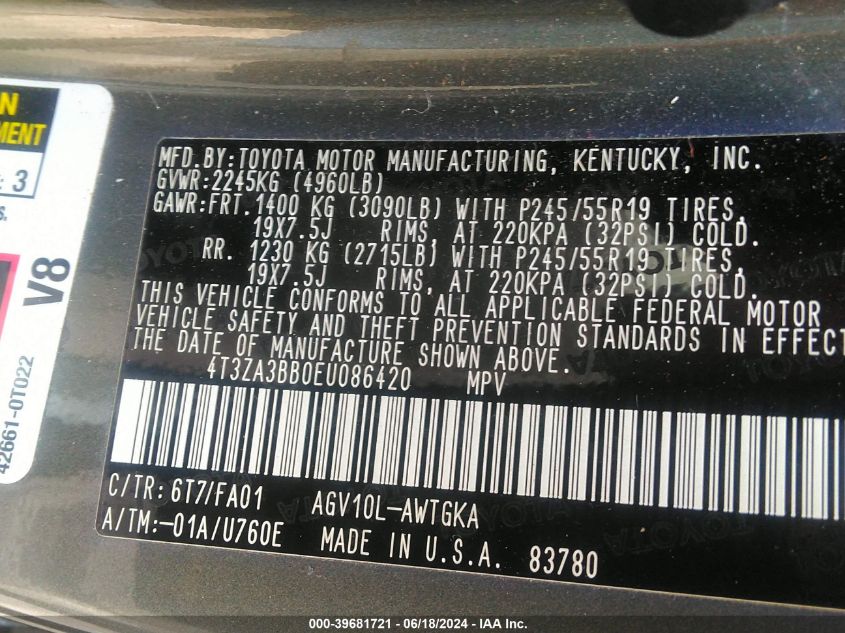 N
MENT
: 3
s.
V8
42661-0T022
MFD.BY:TOYOTA MOTOR MANUFACTURING, KENTUCKY, INC.
GVWR:2245KG (4960LB)
GAWR:FRT.1400 KG (3090LB) WITH P245/55R19 TIRES,
19X7.5J RIMS, AT 220KPA (32PSI) COLD.
RR. 1230 KG (2715LB) WITH P245/55R19 TIRES,
19X7.5J RIMS, AT 220KPA (32PSI) COLD.
THIS VEHICLE CONFORMS TO ALL APPLICABLE FEDERAL MOTOR
VEHICLE SAFETY AND THEFT PREVENTION STANDARDS IN EFFECT
THE DATE OF MANUFACTURE SHOWN ABOVE.
4T3ZA3BB0EU086420 MPV
C/TR:6T7/FA01 AGV10L-AWTGKA
A/TM:-01A/U760E MADE IN U.S.A. 83780
TOYOTA
000-39681721 - 06/18/2024 - IAA Inc.